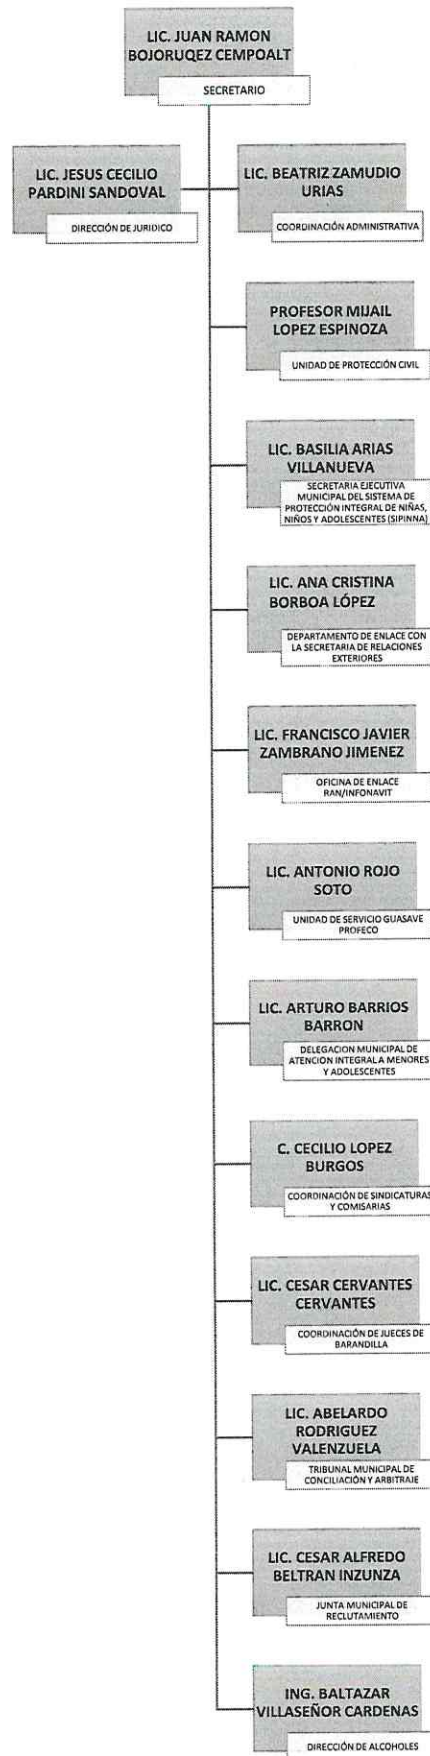 LIC. JUAN RAMON
BOJORUQEZ CEMPOALT
SECRETARIO
LIC. JESUS CECILIO
PARDINI SANDOVAL
DIRECCIÓN DE JURIDICO
LIC. BEATRIZ ZAMUDIO
URIAS
COORDINACIÓN ADMINISTRATIVA
PROFESOR MIJAIL
LOPEZ ESPINOZA
UNIDAD DE PROTECCIÓN CIVIL
LIC. BASILIA ARIAS
VILLANUEVA
SECRETARIA EJECUTIVA
MUNICIPAL DEL SISTEMA DE
PROTECCIÓN INTEGRAL DE NIÑAS,
NIÑOS Y ADOLESCENTES (SIPINNA)
LIC. ANA CRISTINA
BORBOA LÓPEZ
DEPARTAMENTO DE ENLACE CON
LA SECRETARIA DE RELACIONES
EXTERIORES
LIC. FRANCISCO JAVIER
ZAMBRANO JIMENEZ
OFICINA DE ENLACE
RAN/INFONAVIT
LIC. ANTONIO ROJO
SOTO
UNIDAD DE SERVICIO GUASAVE
PROFECO
LIC. ARTURO BARRIOS
BARRON
DELEGACION MUNICIPAL DE
ATENCION INTEGRAL A MENORES
Y ADOLESCENTES
C. CECILIO LOPEZ
BURGOS
COORDINACIÓN DE SINDICATURAS
Y COMISARIAS
LIC. CESAR CERVANTES
CERVANTES
COORDINACIÓN DE JUECES DE
BARANDILLA
LIC. ABELARDO
RODRIGUEZ
VALENZUELA
TRIBUNAL MUNICIPAL DE
CONCILIACIÓN Y ARBITRAJE
LIC. CESAR ALFREDO
BELTRAN INZUNZA
JUNTA MUNICIPAL DE
RECLUTAMIENTO
ING. BALTAZAR
VILLASEÑOR CARDENAS
DIRECCIÓN DE ALCOHOLES